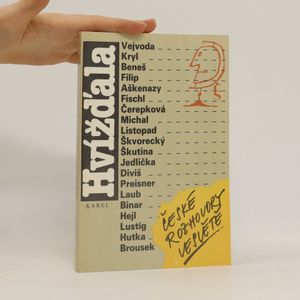 KAREL
Hvížďala
Vejvoda
Kryl
Beneš
Filip
Aškenazy
Fischl
Čerepková
Michal
Listopad
Škvorecký
Škutina
Jedlička
Diviš
Preisner
Laub
Binar
Hejl
Lustig
Hutka
Brousek
ČESKÉ
ROZHOVORY
VE SVĚTĚ